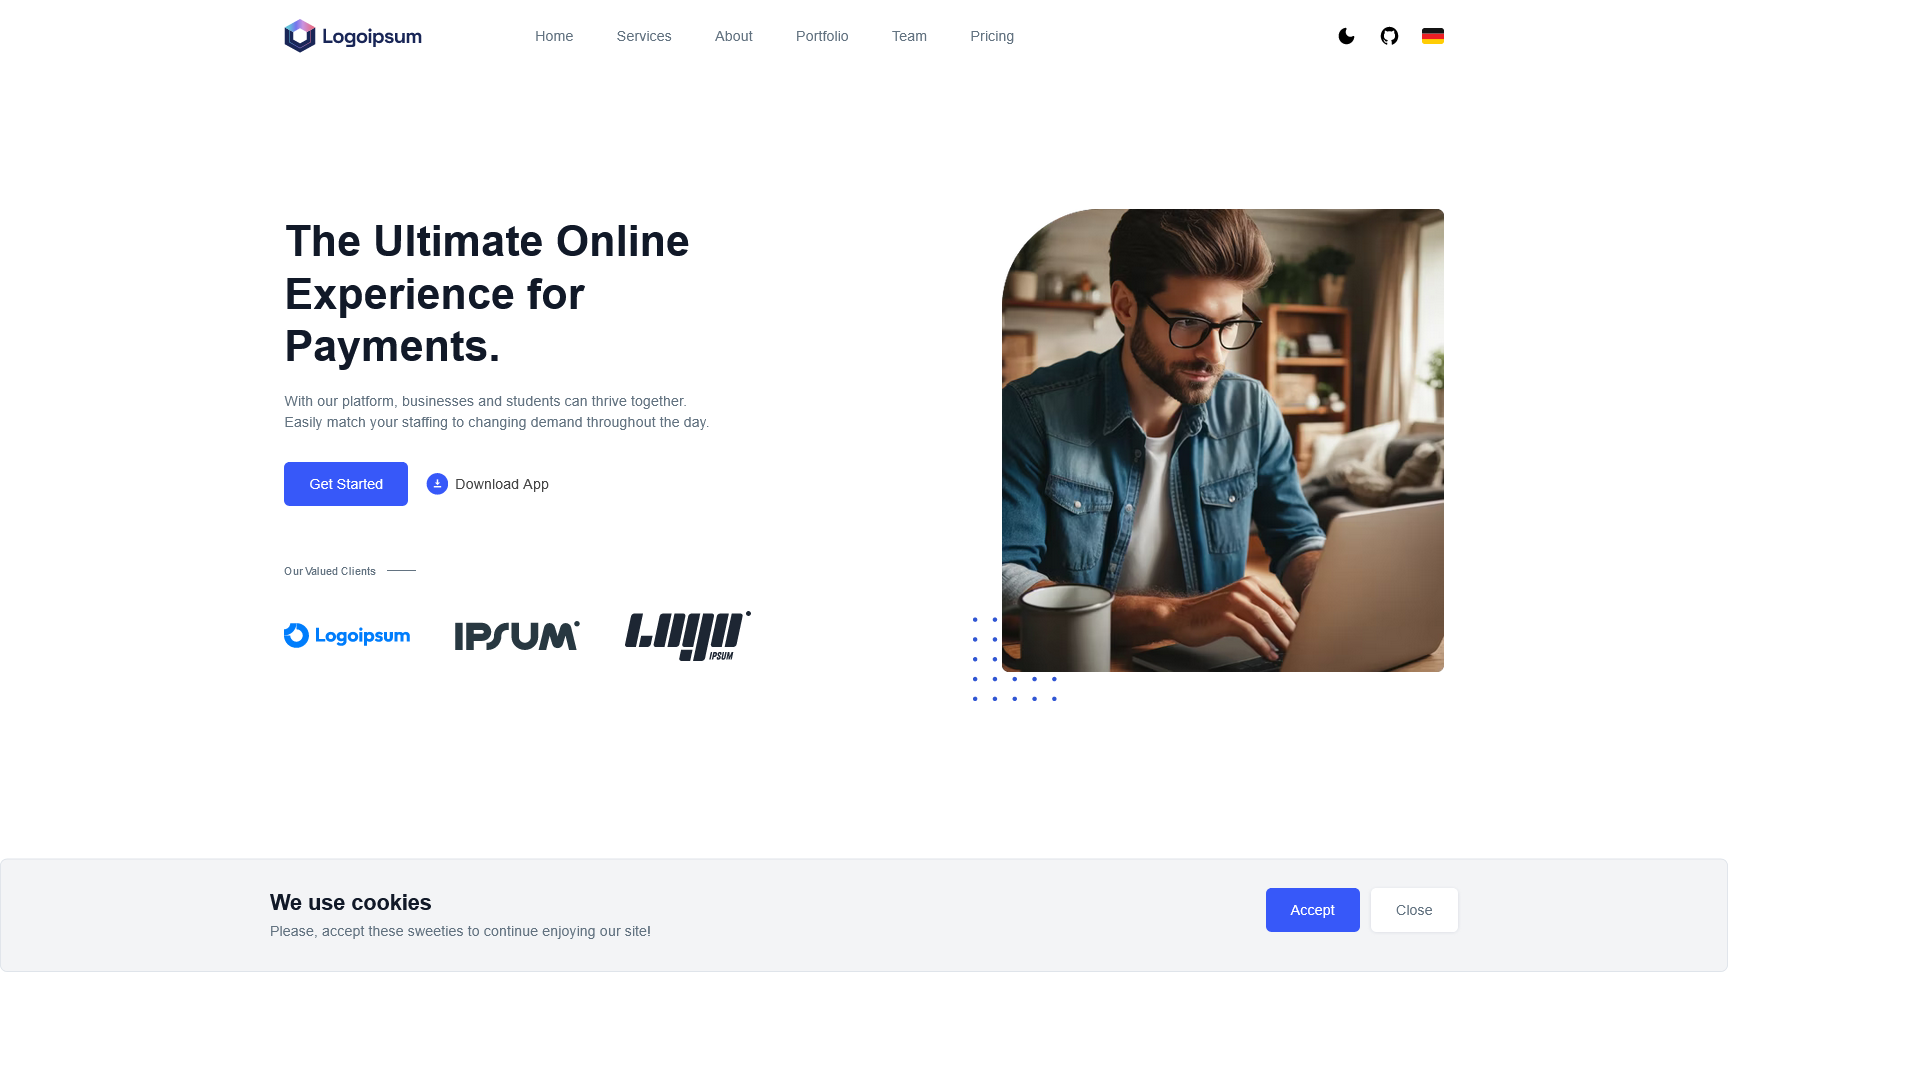 Logoipsum
Home
Services
About
Portfolio
Team
Pricing
The Ultimate Online
Experience for
Payments.
With our platform, businesses and students can thrive together.
Easily match your staffing to changing demand throughout the day.
Get Started
Download App
Our Valued Clients
Logoipsum
IPSUM
LOGO
IPSUM
We use cookies
Please, accept these sweeties to continue enjoying our site!
Accept
Close